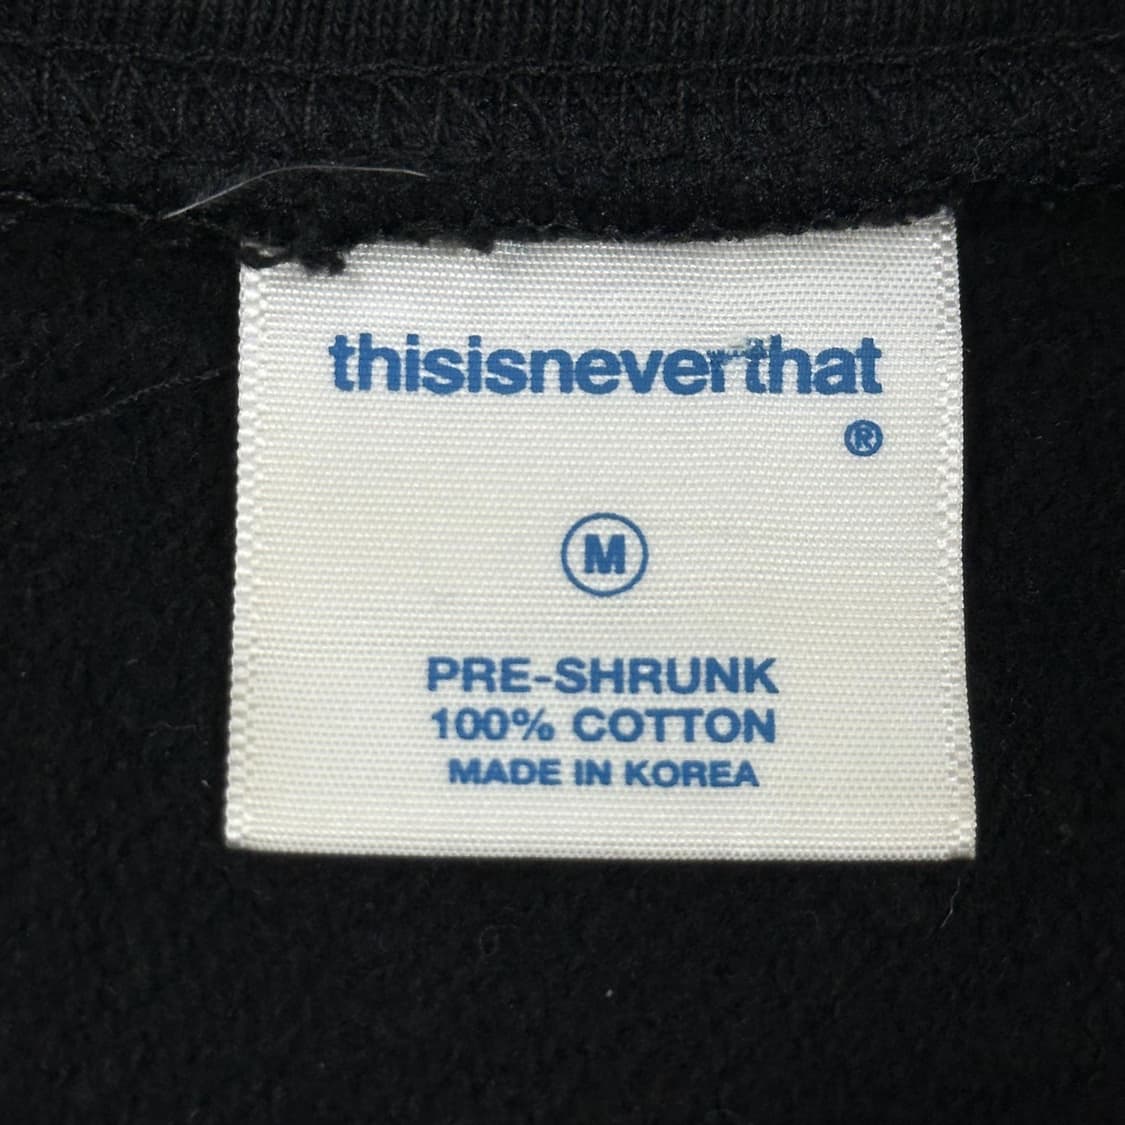 thisisneverthat
®
M
PRE-SHRUNK
100% COTTON
MADE IN KOREA